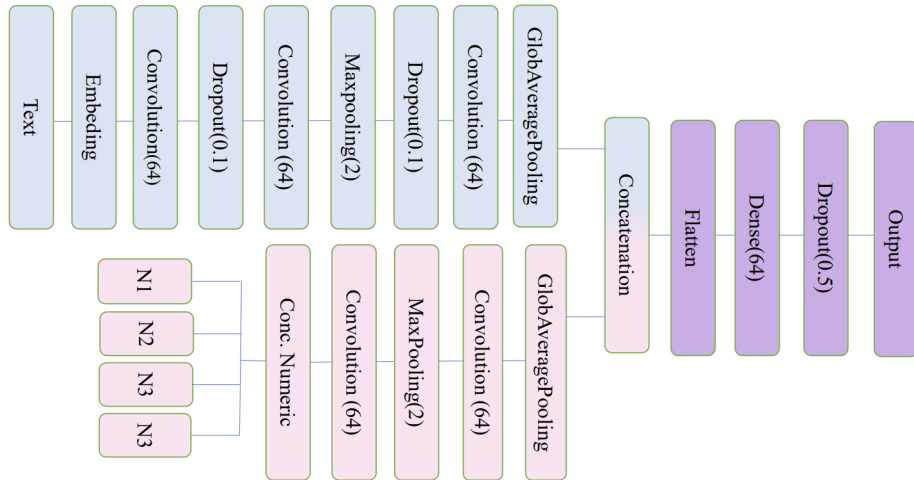 Text
Embeding
Convolution(64)
Dropout(0.1)
Convolution (64)
Maxpooling(2)
Dropout(0.1)
Convolution (64)
GlobAveragePooling
N1
N2
N3
N3
Conc. Numeric
Convolution (64)
MaxPooling(2)
Convolution (64)
GlobAveragePooling
Concatenation
Flatten
Dense(64)
Dropout(0.5)
Output